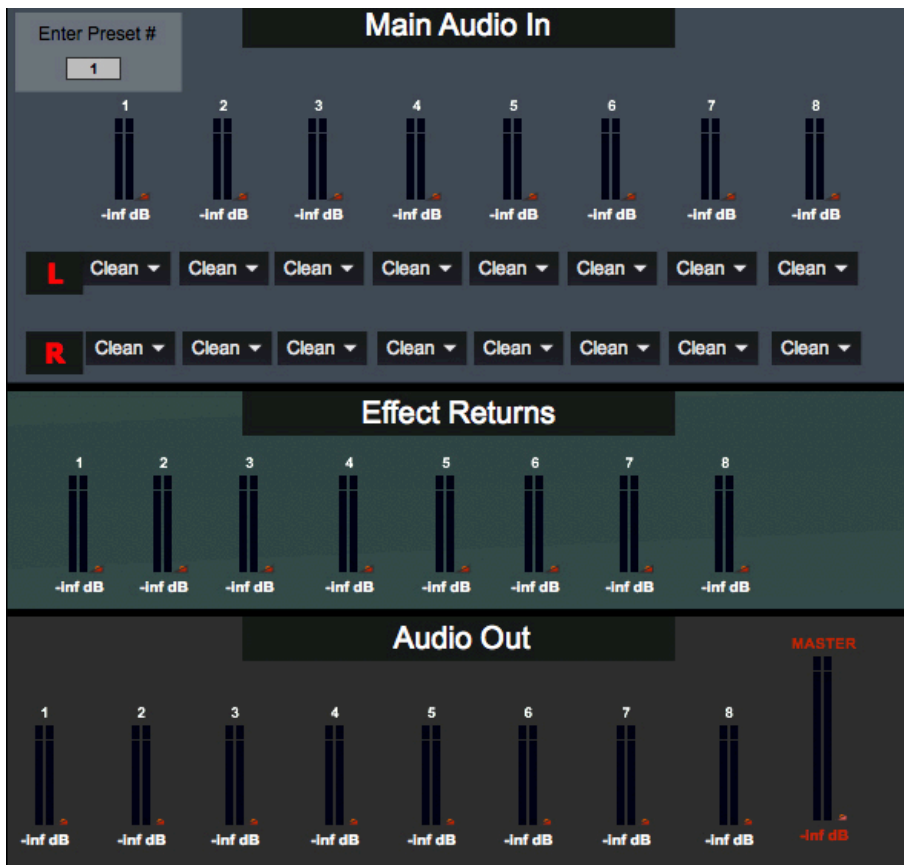 Main Audio In
Enter Preset #
1
1 2 3 4 5 6 7 8
-inf dB -inf dB -inf dB -inf dB -inf dB -inf dB -inf dB -inf dB
L Clean Clean Clean Clean Clean Clean Clean Clean
R Clean Clean Clean Clean Clean Clean Clean Clean
Effect Returns
1 2 3 4 5 6 7 8
-inf dB -inf dB -inf dB -inf dB -inf dB -inf dB -inf dB -inf dB
Audio Out
MASTER
1 2 3 4 5 6 7 8
-inf dB -inf dB -inf dB -inf dB -inf dB -inf dB -inf dB -inf dB -inf dB